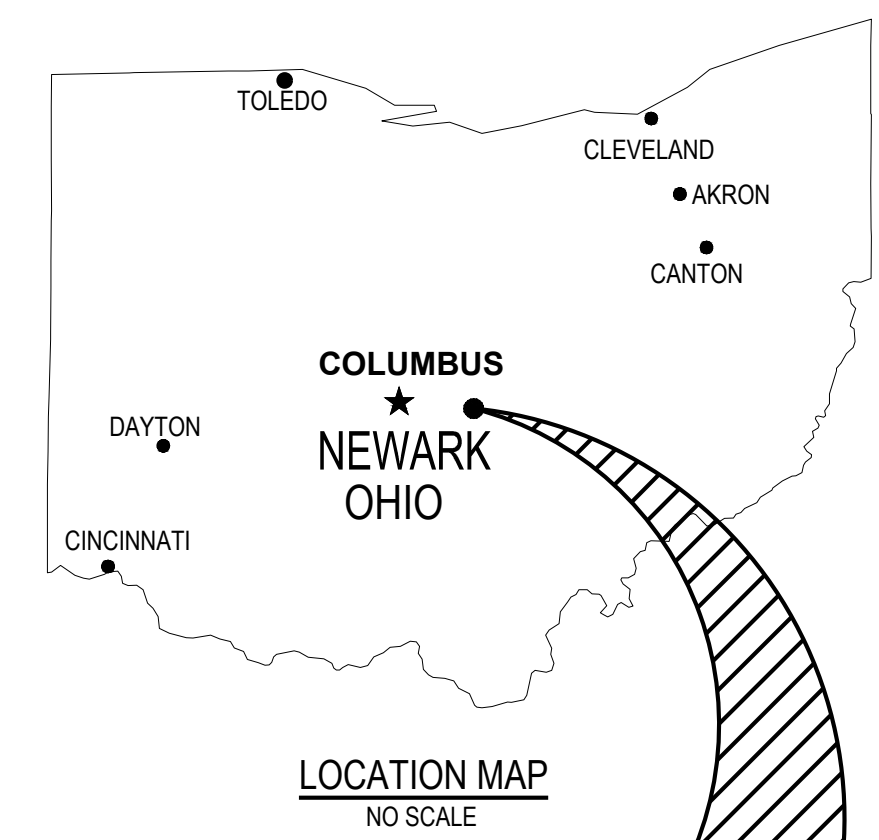 TOLEDO
CLEVELAND
AKRON
CANTON
COLUMBUS
DAYTON
NEWARK
OHIO
CINCINNATI
LOCATION MAP
NO SCALE